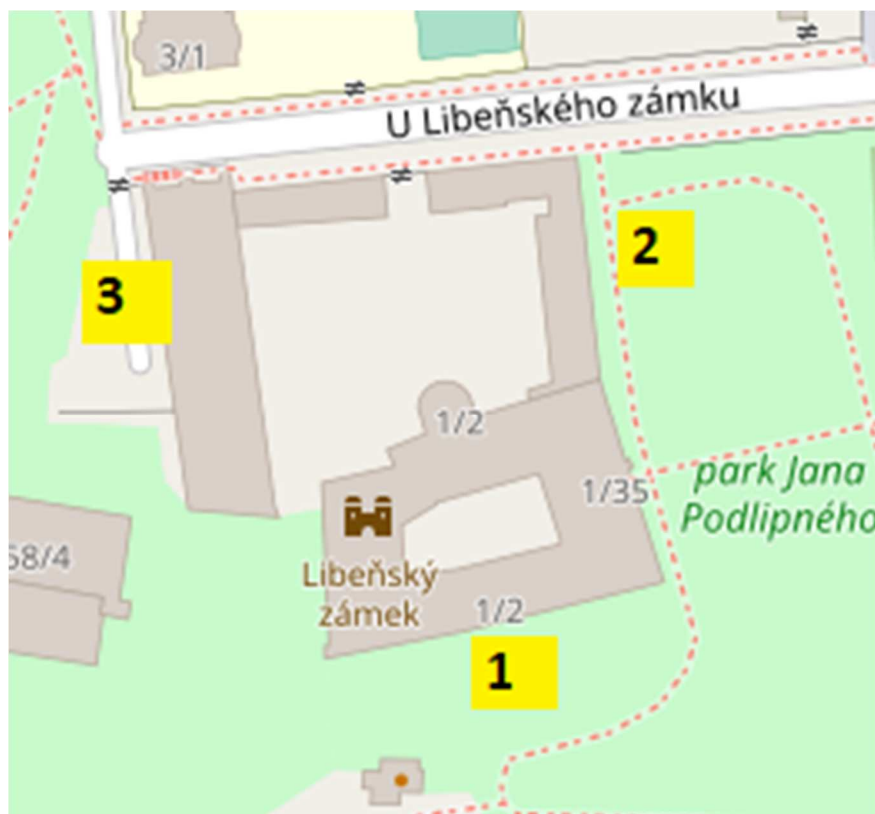 3/1
U Libeňského zámku
2
3
1/2
park Jana
Podlipného
1/35
58/4
Libeňský
zámek
1/2
1